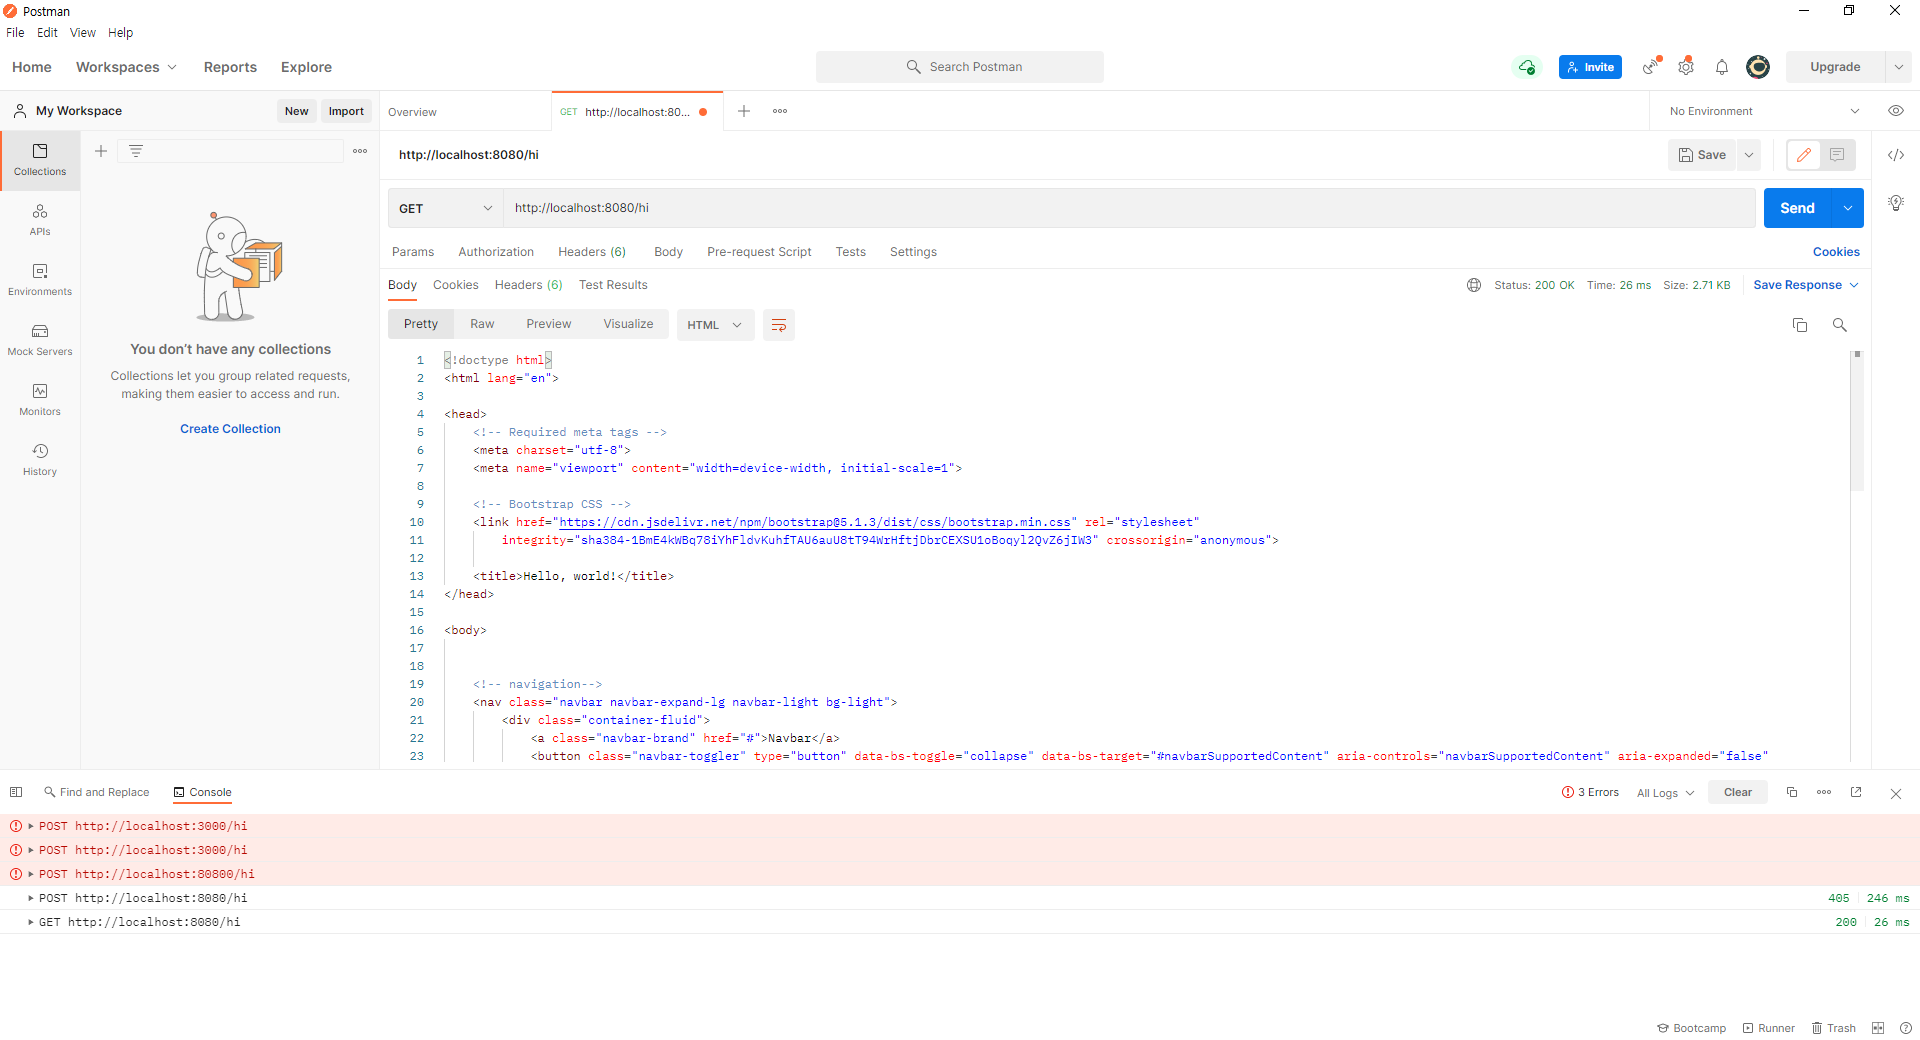 Postman
File Edit View Help
Home Workspaces Reports Explore
Search Postman
Invite
Upgrade
My Workspace New Import
Overview
GET http://localhost:80...
No Environment
http://localhost:8080/hi
Save
Collections
APIs
Environments
Mock Servers
Monitors
History
You don't have any collections
Collections let you group related requests,
making them easier to access and run.
Create Collection
GET http://localhost:8080/hi Send
Params Authorization Headers (6) Body Pre-request Script Tests Settings Cookies
Body Cookies Headers (6) Test Results Status: 200 OK Time: 26 ms Size: 2.71 KB Save Response
Pretty Raw Preview Visualize HTML
1 <!doctype html>
2 <html lang="en">
3
4 <head>
5 <!-- Required meta tags -->
6 <meta charset="utf-8">
7 <meta name="viewport" content="width=device-width, initial-scale=1">
8
9 <!-- Bootstrap CSS -->
10 <link href="https://cdn.jsdelivr.net/npm/bootstrap@5.1.3/dist/css/bootstrap.min.css" rel="stylesheet"
11 integrity="sha384-1BmE4kWBq78iYhFldvKuhfTAU6auU8tT94WrHftjDbrCEXSU1oBoqyl2QvZ6jIW3" crossorigin="anonymous">
12
13 <title>Hello, world!</title>
14 </head>
15
16 <body>
17
18
19 <!-- navigation-->
20 <nav class="navbar navbar-expand-lg navbar-light bg-light">
21 <div class="container-fluid">
22 <a class="navbar-brand" href="#">Navbar</a>
23 <button class="navbar-toggler" type="button" data-bs-toggle="collapse" data-bs-target="#navbarSupportedContent" aria-controls="navbarSupportedContent" aria-expanded="false"
Find and Replace Console 3 Errors All Logs Clear
POST http://localhost:3000/hi
POST http://localhost:3000/hi
POST http://localhost:80800/hi
POST http://localhost:8080/hi 405 246 ms
GET http://localhost:8080/hi 200 26 ms
Bootcamp Runner Trash